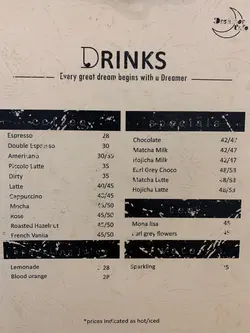 DRINKS
Every great dream begins with a Dreamer
Espresso 28
Double Espresso 30
Americano 30/35
Piccolo Latte 35
Dirty 35
Latte 40/45
Cappuccino 40/45
Mocha 45/50
Rose 45/50
Roasted Hazelnut 45/50
French Vanila 45/50
Lemonade 28
Blood orange 28
Chocolate 42/47
Matcha Milk 42/47
Hojicha Milk 42/47
Earl Grey Choco 48/53
Matcha Latte 48/53
Hojicha Latte 48/53
Mona lisa 45
Earl grey flowers 45
Sparkling 35
*prices indicated as hot/iced